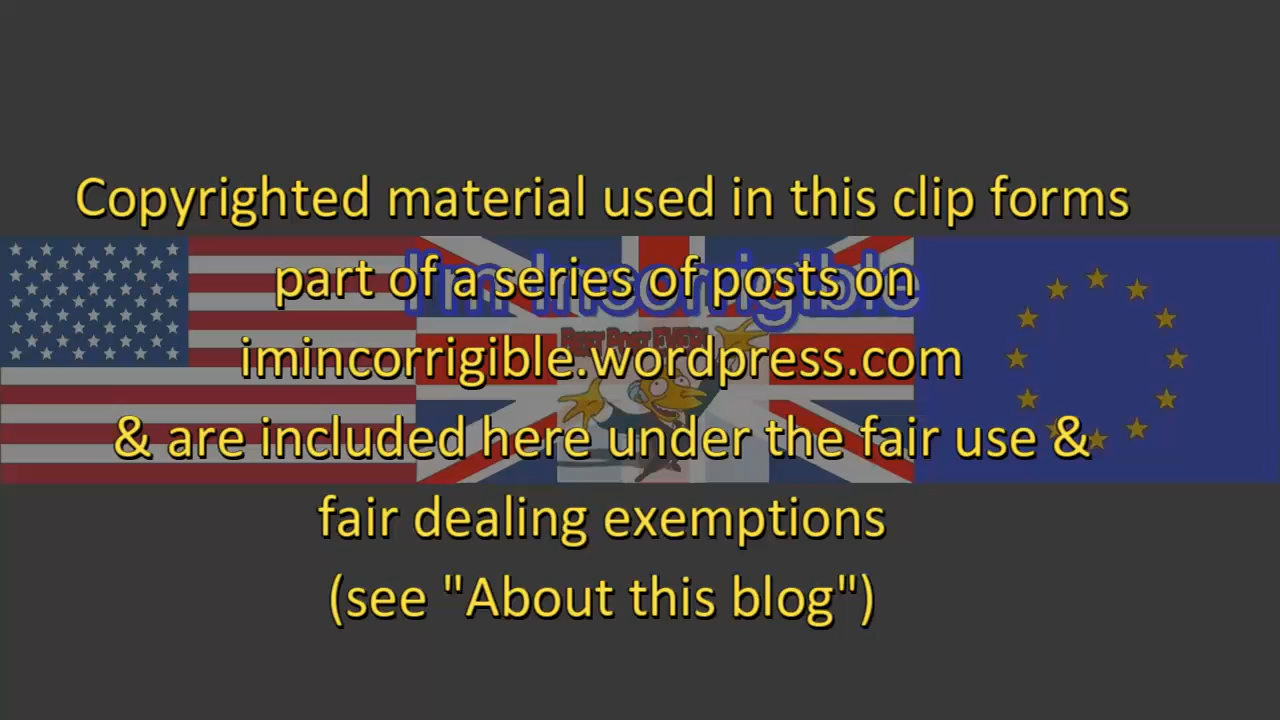 Copyrighted material used in this clip forms
part of a series of posts on
I'm Incorrigible
imincorrigible.wordpress.com
& are included here under the fair use &
fair dealing exemptions
(see "About this blog")